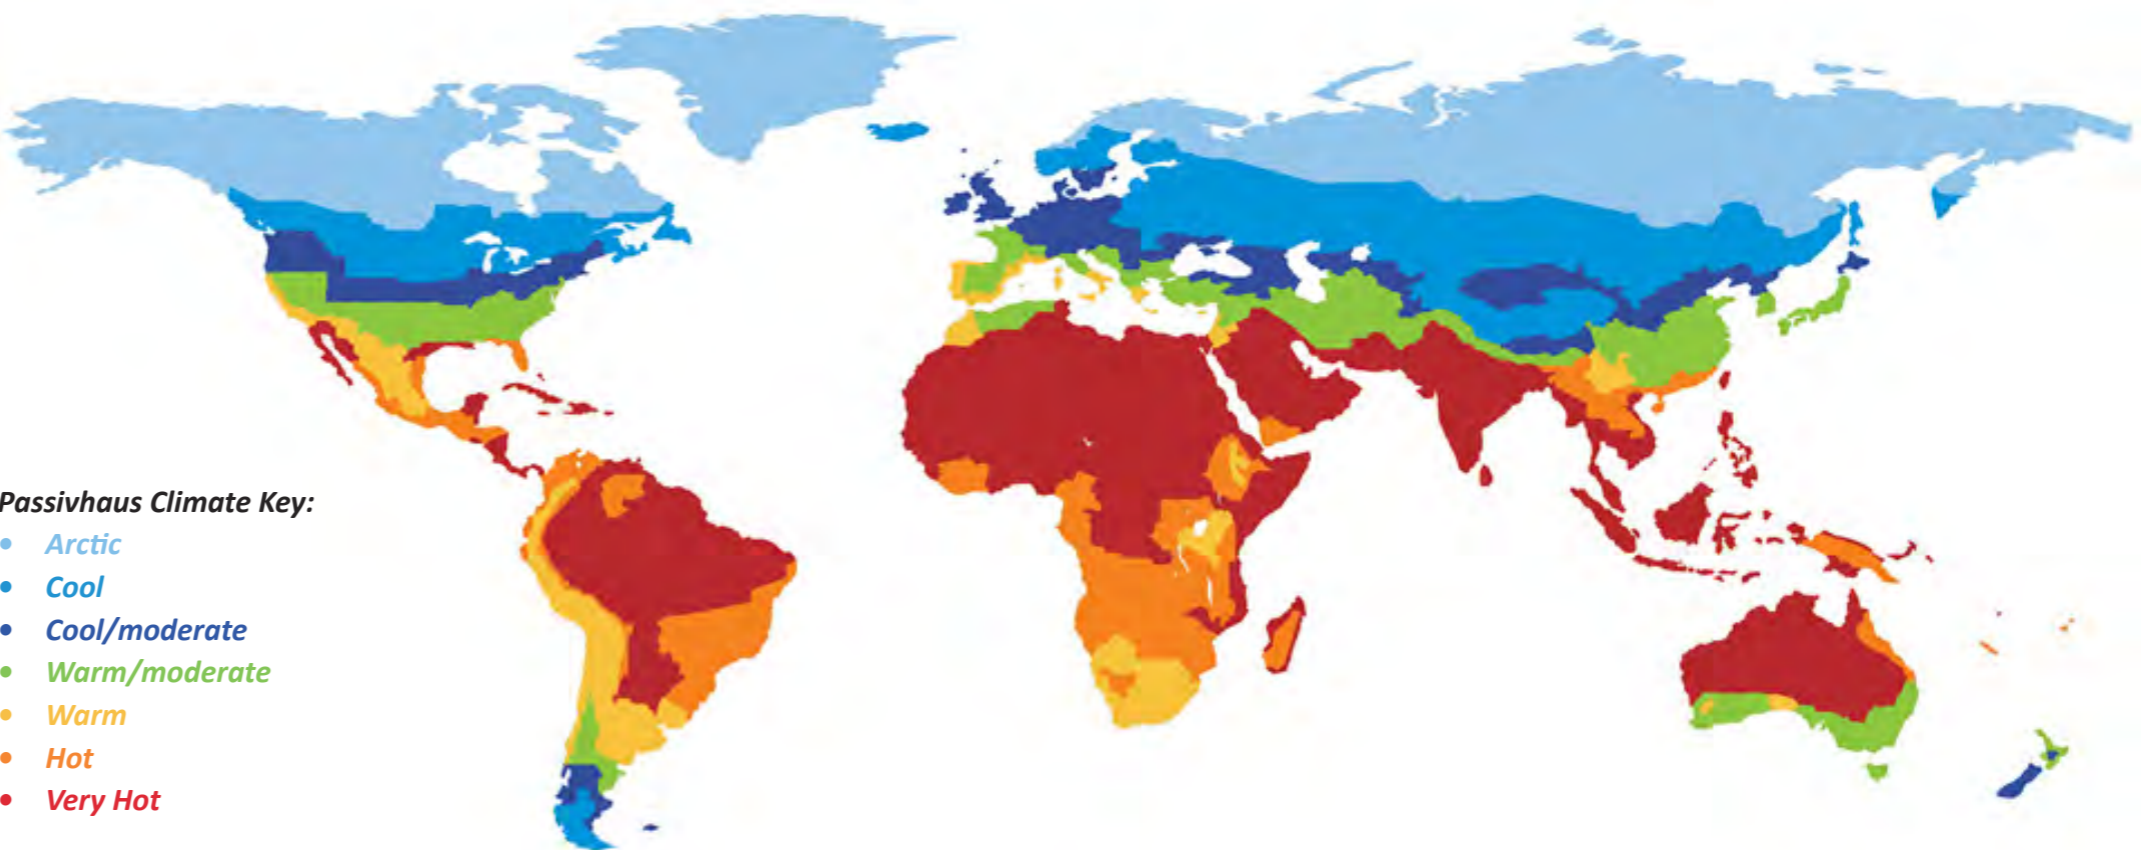 Passivhaus Climate Key:
• Arctic
• Cool
• Cool/moderate
• Warm/moderate
• Warm
• Hot
• Very Hot